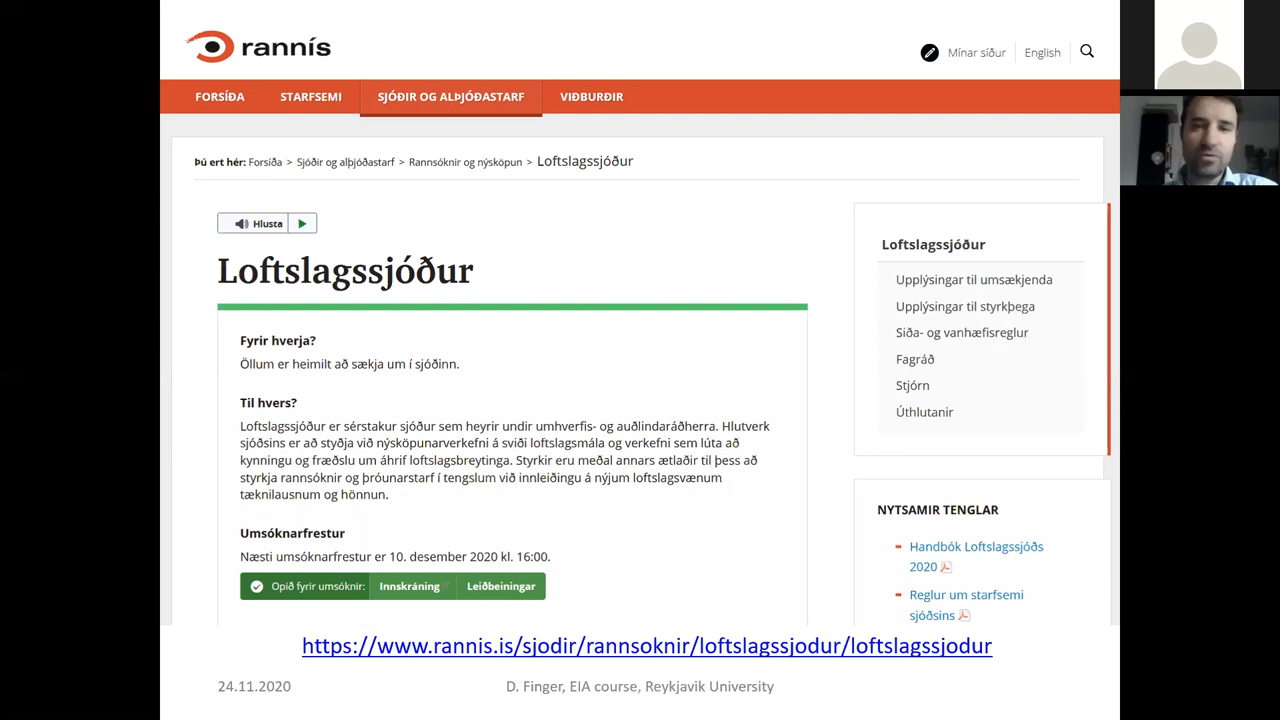 rannís
Mínar síður
English
FORSÍÐA
STARFSEMI
SJÓÐIR OG ALÞJÓÐASTARF
VIÐBURÐIR
Þú ert hér: Forsíða > Sjóðir og alþjóðastarf > Rannsóknir og nýsköpun > Loftslagssjóður
Hlusta
Loftslagssjóður
Fyrir hverja?
Öllum er heimilt að sækja um í sjóðinn.
Til hvers?
Loftslagssjóður er sérstakur sjóður sem heyrir undir umhverfis- og auðlindaráðherra. Hlutverk
sjóðsins er að styðja við nýsköpunarverkefni á sviði loftslagsmála og verkefni sem lúta að
kynningu og fræðslu um áhrif loftslagsbreytinga. Styrkir eru meðal annars ætlaðir til þess að
styrkja rannsóknir og þróunarstarf í tengslum við innleiðingu á nýjum loftslagsvænum
tæknilausnum og hönnun.
Umsóknarfrestur
Næsti umsóknarfrestur er 10. desember 2020 kl. 16:00.
Opið fyrir umsóknir:
Innskráning
Leiðbeiningar
Loftslagssjóður
Upplýsingar til umsækjenda
Upplýsingar til styrkþega
Siða- og vanhæfisreglur
Fagráð
Stjórn
Úthlutanir
NYTSAMIR TENGLAR
Handbók Loftslagssjóðs
2020
Reglur um starfsemi
sjóðsins
https://www.rannis.is/sjodir/rannsoknir/loftslagssjodur/loftslagssjodur
24.11.2020
D. Finger, EIA course, Reykjavik University